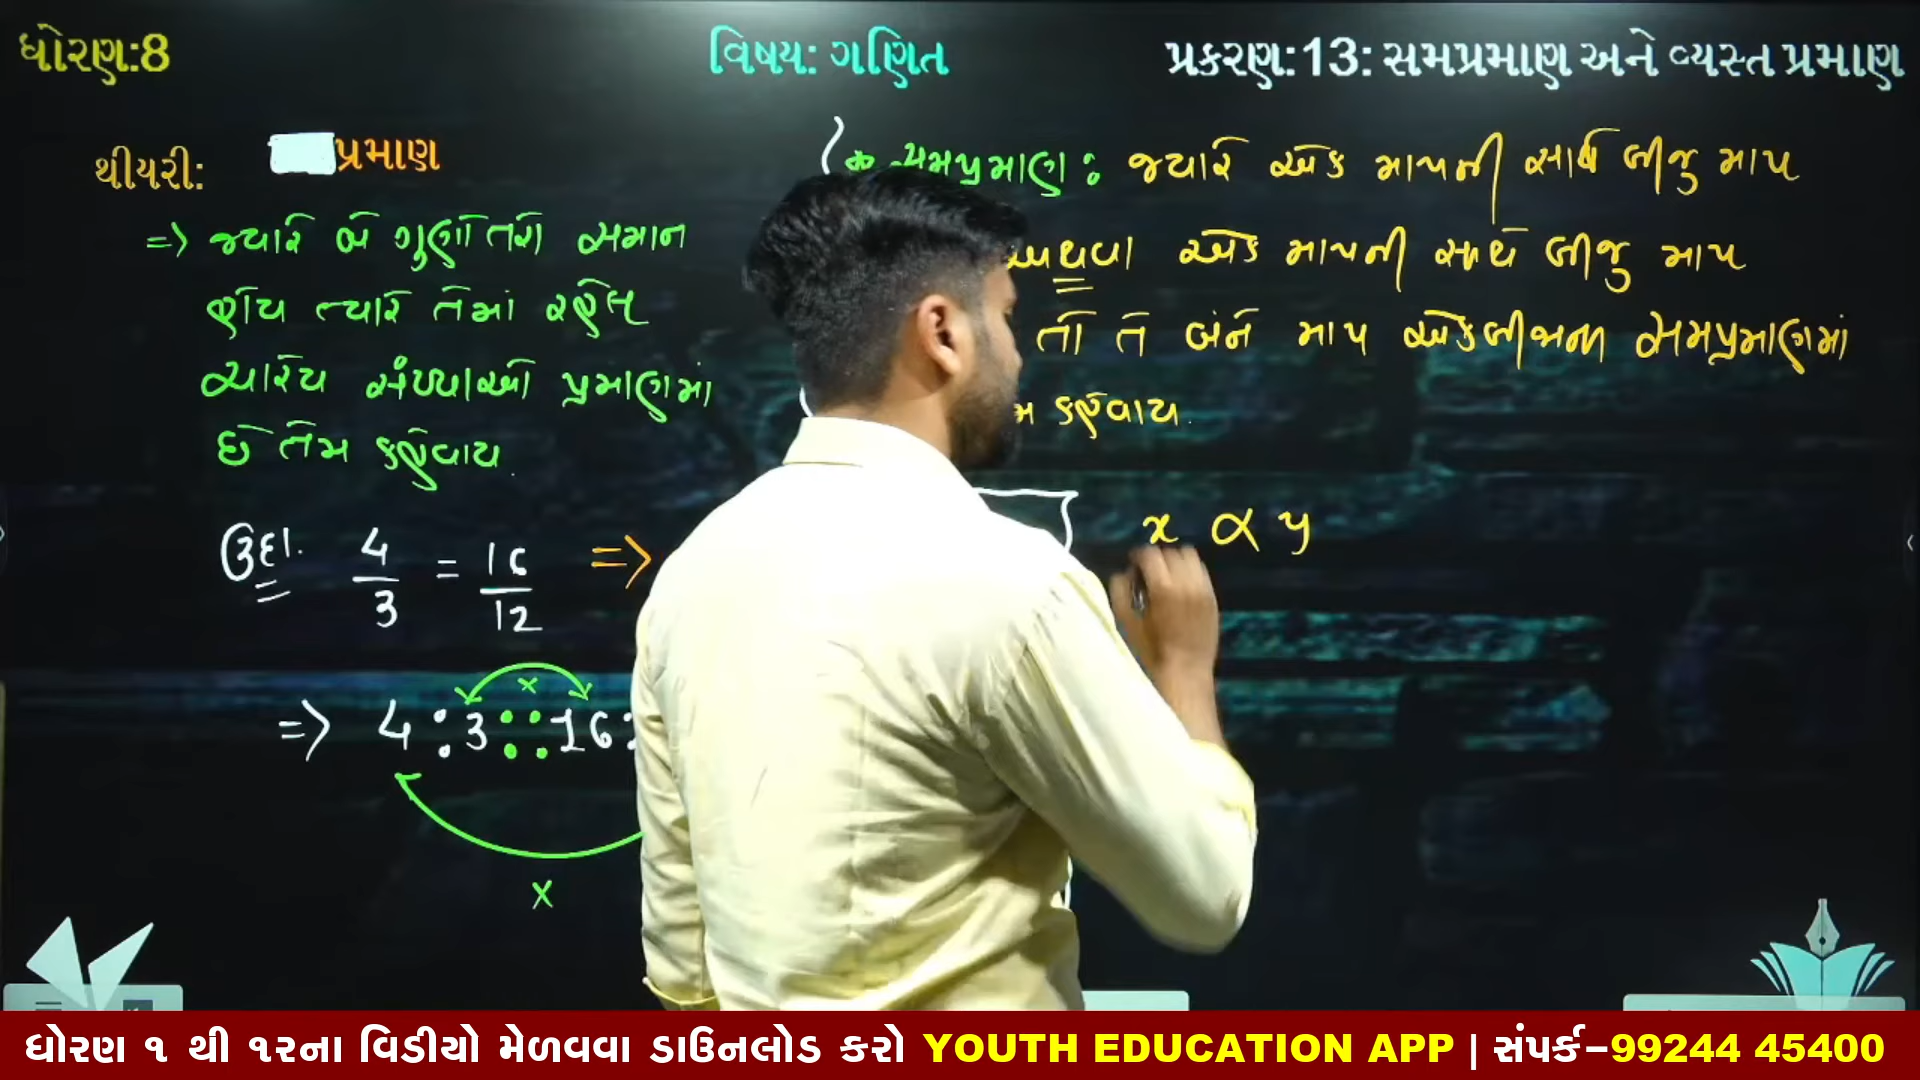 ધોરણ:8
વિષય: ગણિત
પ્રકરણ:13: સમપ્રમાણ અને વ્યસ્ત પ્રમાણ
થીયરી:
પ્રમાણ
=> જ્યારે બે ગુણોતરો સમાન
હોય ત્યારે તેમાં રહેલ
ચારેય સંખ્યાઓ પ્રમાણમાં
છે તેમ કહેવાય.
ઉદા. 4/3 = 16/12 =>
=> 4 : 3 :: 16 :
x
x
સમપ્રમાણ : જ્યારે એક માપની સાથે બીજુ માપ
અથવા એક માપની સાથે બીજુ માપ
તો તે બંને માપ એકબીજાના સમપ્રમાણમાં
કહેવાય.
x ∝ y
ધોરણ ૧ થી ૧૨ના વિડીયો મેળવવા ડાઉનલોડ કરો YOUTH EDUCATION APP | સંપર્ક-99244 45400